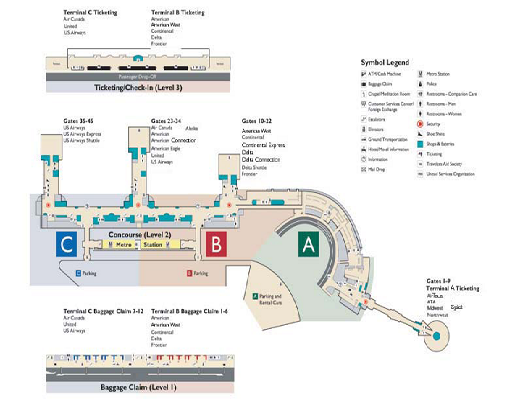 Terminal C Ticketing
Air Canada
United
US Airways
Terminal B Ticketing
American
American West
Continental
Delta
Frontier
Passenger Drop-Off
Ticketing/Check-In (Level 3)
Symbol Legend
ATM/Cash Machine
Baggage Claim
Chapel/Meditation Room
Customer Services Center/
Foreign Exchange
Escalators
Elevators
Ground Transportation
Information
Mail Drop
Metro Station
Police
Restrooms - Companion Care
Restrooms - Men
Restrooms - Women
Security
Shoe Shine
Shops & Eateries
Ticketing
Travelers Aid Society
United Services Organization
Gates 35-45
US Airways
US Airways Express
US Airways Shuttle
Gates 23-34
Air Canada
Alaska
American
American Connection
American Eagle
United
US Airways
Gates 10-22
America West
Continental
Continental Express
Delta
Delta Connection
Delta Shuttle
Frontier
Concourse (Level 2)
Metro Station
C
B
A
C Parking
B Parking
A Parking and
Rental Cars
Gates 1-9
Terminal A Ticketing
AirTran
ATA
Midwest
Northwest
Terminal C Baggage Claim 7-12
Air Canada
United
US Airways
Terminal B Baggage Claim 1-6
American
American West
Continental
Delta
Frontier
Baggage Claim (Level 1)